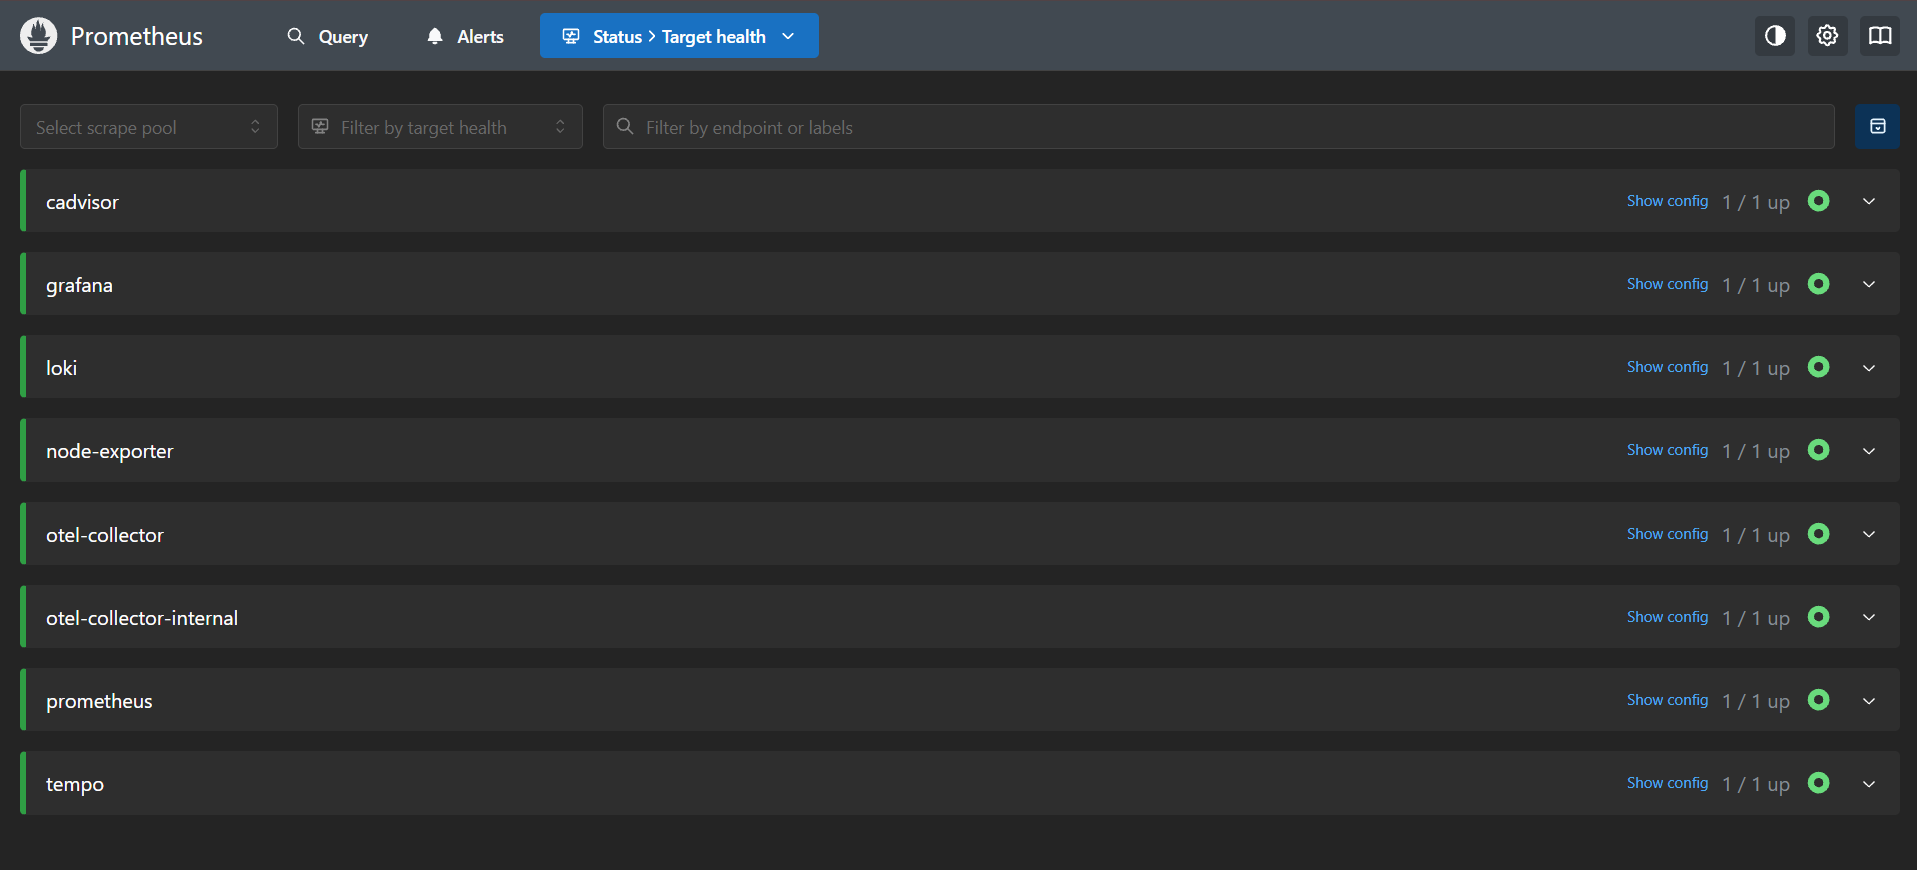 Prometheus Query Alerts Status > Target health
Select scrape pool Filter by target health Filter by endpoint or labels
cadvisor Show config 1 / 1 up
grafana Show config 1 / 1 up
loki Show config 1 / 1 up
node-exporter Show config 1 / 1 up
otel-collector Show config 1 / 1 up
otel-collector-internal Show config 1 / 1 up
prometheus Show config 1 / 1 up
tempo Show config 1 / 1 up